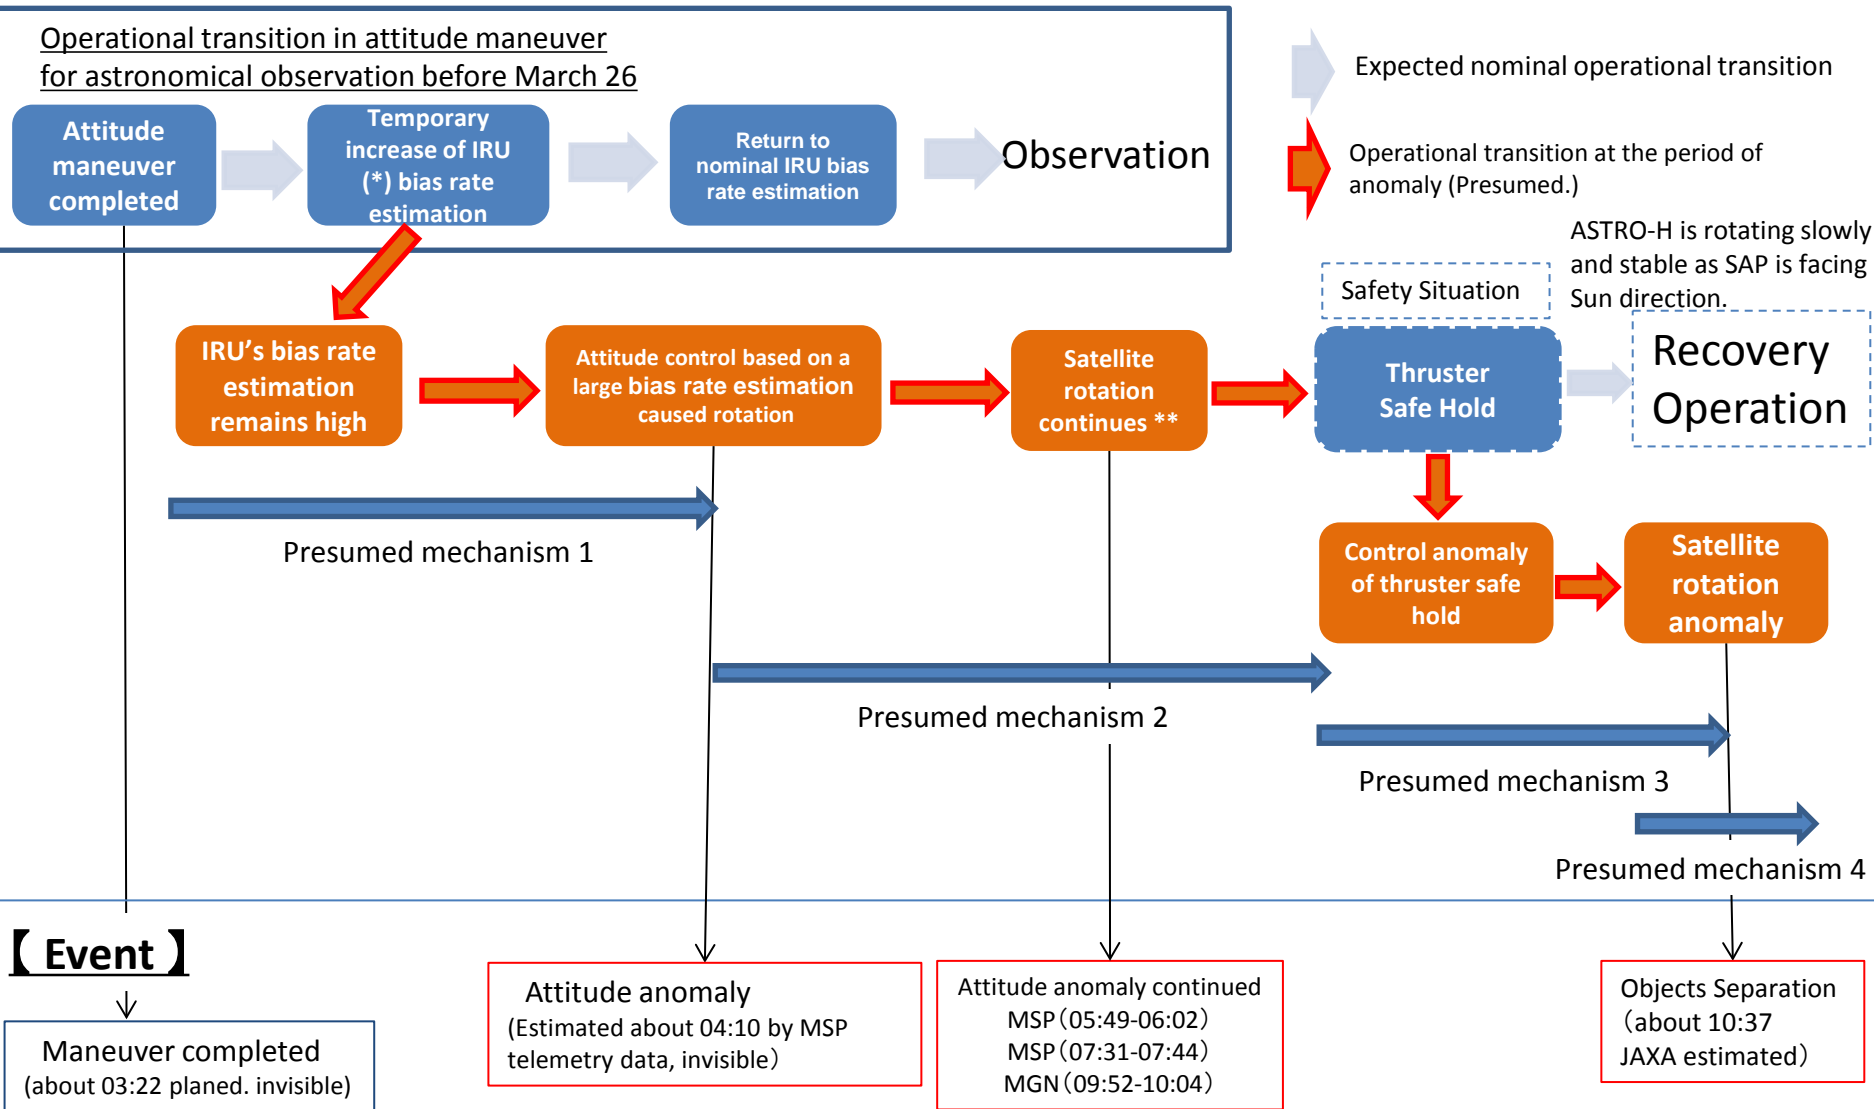 Operational transition in attitude maneuver
for astronomical observation before March 26
Attitude
maneuver
completed
Temporary
increase of IRU
(*) bias rate
estimation
Return to
nominal IRU bias
rate estimation
Observation
Expected nominal operational transition
Operational transition at the period of
anomaly (Presumed.)
ASTRO-H is rotating slowly
and stable as SAP is facing
Sun direction.
Safety Situation
IRU’s bias rate
estimation
remains high
Attitude control based on a
large bias rate estimation
caused rotation
Satellite
rotation
continues **
Thruster
Safe Hold
Recovery
Operation
Presumed mechanism 1
Control anomaly
of thruster safe
hold
Satellite
rotation
anomaly
Presumed mechanism 2
Presumed mechanism 3
Presumed mechanism 4
【 Event 】
Maneuver completed
(about 03:22 planed. invisible)
Attitude anomaly
(Estimated about 04:10 by MSP
telemetry data, invisible）
Attitude anomaly continued
MSP（05:49-06:02）
MSP（07:31-07:44）
MGN（09:52-10:04）
Objects Separation
（about 10:37
JAXA estimated）